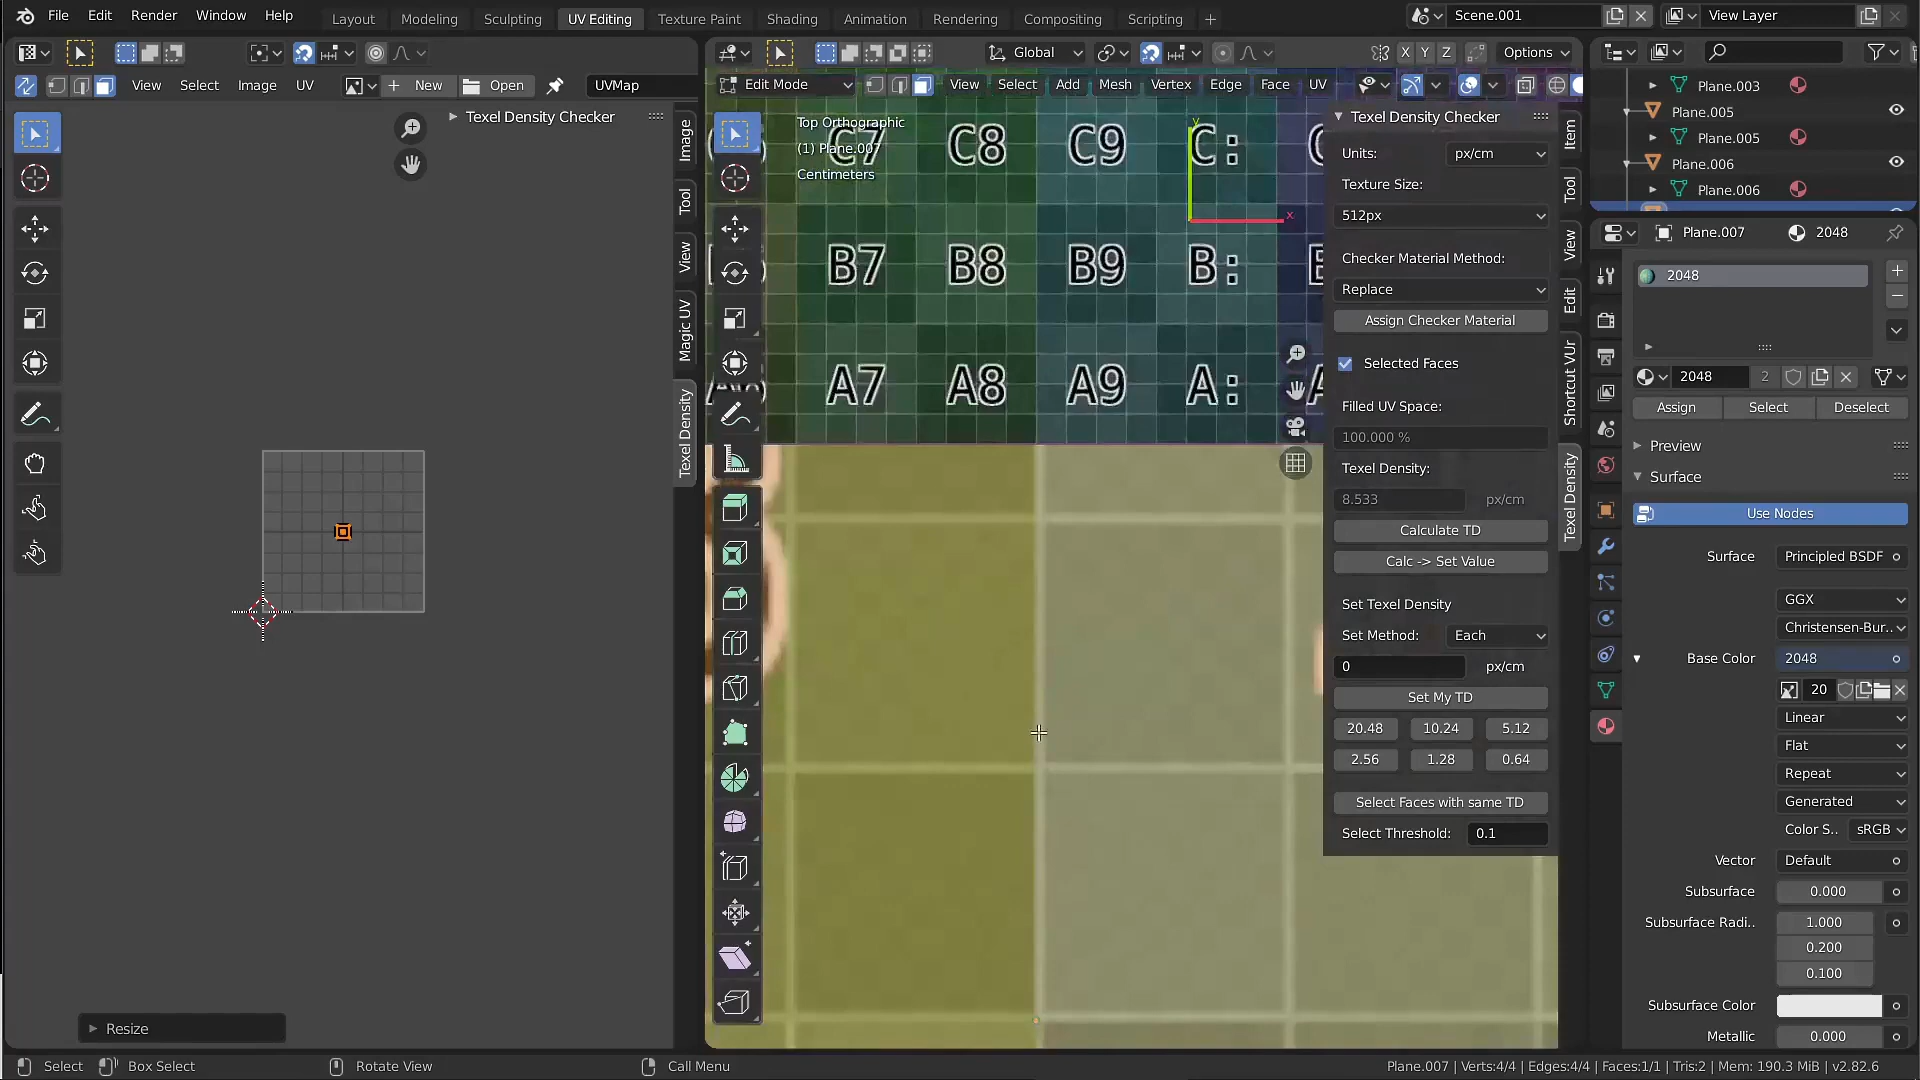 File Edit Render Window Help Layout Modeling Sculpting UV Editing Texture Paint Shading Animation Rendering Compositing Scripting + Scene.001 View Layer
Global X Y Z Options
View Select Image UV + New Open UVMap
Edit Mode View Select Add Mesh Vertex Edge Face UV
Texel Density Checker
Image
Tool
View
Magic UV
Texel Density
Resize
Top Orthographic
(1) Plane.007
Centimeters
C7 C8 C9 C:
B7 B8 B9 B:
A7 A8 A9 A:
y
x
Texel Density Checker
Units: px/cm
Texture Size:
512px
Checker Material Method:
Replace
Assign Checker Material
Selected Faces
Filled UV Space:
100.000 %
Texel Density:
8.533 px/cm
Calculate TD
Calc -> Set Value
Set Texel Density
Set Method: Each
0 px/cm
Set My TD
20.48 10.24 5.12
2.56 1.28 0.64
Select Faces with same TD
Select Threshold: 0.1
Item
Tool
View
Edit
Shortcut VUr
Texel Density
Plane.003
Plane.005
Plane.005
Plane.006
Plane.006
Plane.007 2048
2048
2048 2
Assign Select Deselect
Preview
Surface
Use Nodes
Surface Principled BSDF
GGX
Christensen-Bur..
Base Color 2048
20
Linear
Flat
Repeat
Generated
Color S.. sRGB
Vector Default
Subsurface 0.000
Subsurface Radi.. 1.000
0.200
0.100
Subsurface Color
Metallic 0.000
Select Box Select Rotate View Call Menu Plane.007 | Verts:4/4 | Edges:4/4 | Faces:1/1 | Tris:2 | Mem: 190.3 MiB | v2.82.6